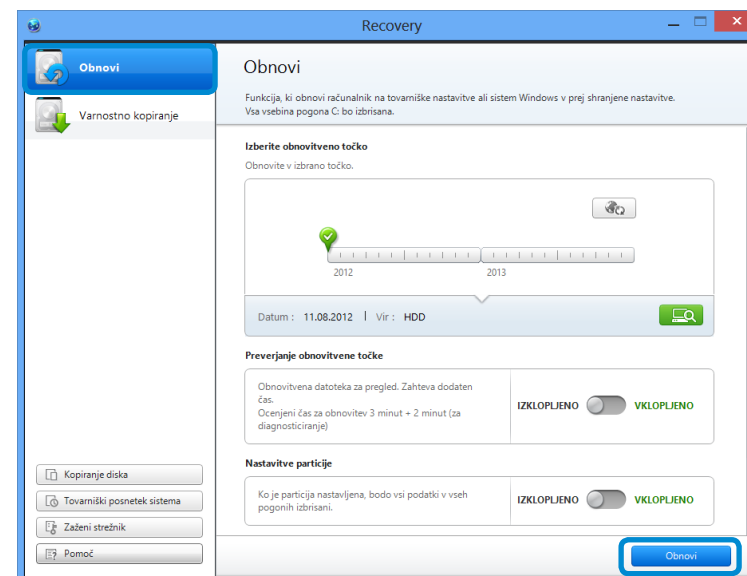 Recovery
Obnovi
Varnostno kopiranje
Kopiranje diska
Tovarniški posnetek sistema
Zaženi strežnik
Pomoč
Obnovi
Funkcija, ki obnovi računalnik na tovarniške nastavitve ali sistem Windows v prej shranjene nastavitve.
Vsa vsebina pogona C: bo izbrisana.
Izberite obnovitveno točko
Obnovite v izbrano točko.
2012 2013
Datum : 11.08.2012 | Vir : HDD
Preverjanje obnovitvene točke
Obnovitvena datoteka za pregled. Zahteva dodaten
čas.
Ocenjeni čas za obnovitev 3 minut + 2 minut (za
diagnosticiranje)
IZKLOPLJENO VKLOPLJENO
Nastavitve particije
Ko je particija nastavljena, bodo vsi podatki v vseh
pogonih izbrisani.
IZKLOPLJENO VKLOPLJENO
Obnovi